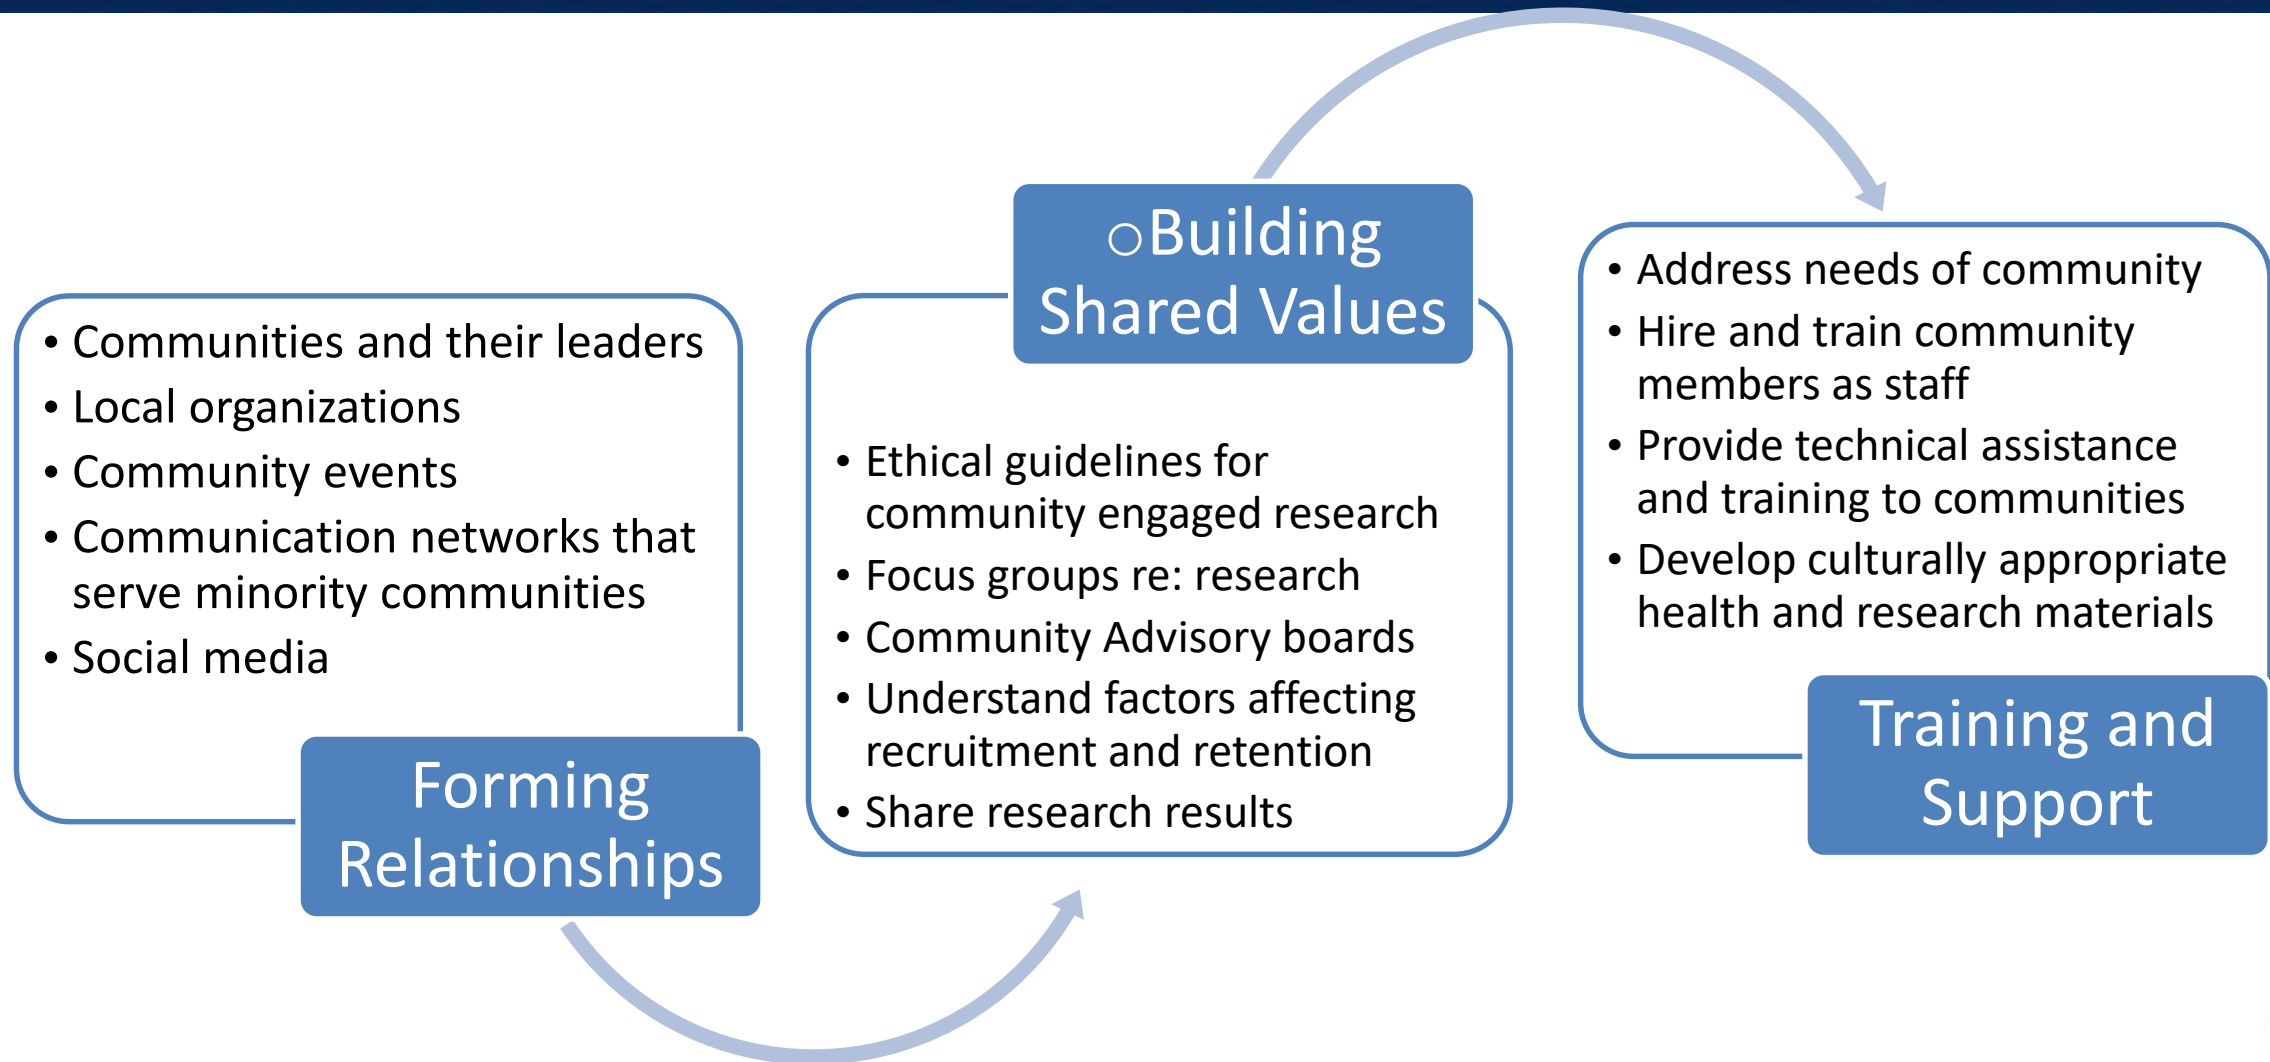 • Communities and their leaders
• Local organizations
• Community events
• Communication networks that
serve minority communities
• Social media
Forming
Relationships
○Building
Shared Values
• Ethical guidelines for
community engaged research
• Focus groups re: research
• Community Advisory boards
• Understand factors affecting
recruitment and retention
• Share research results
• Address needs of community
• Hire and train community
members as staff
• Provide technical assistance
and training to communities
• Develop culturally appropriate
health and research materials
Training and
Support